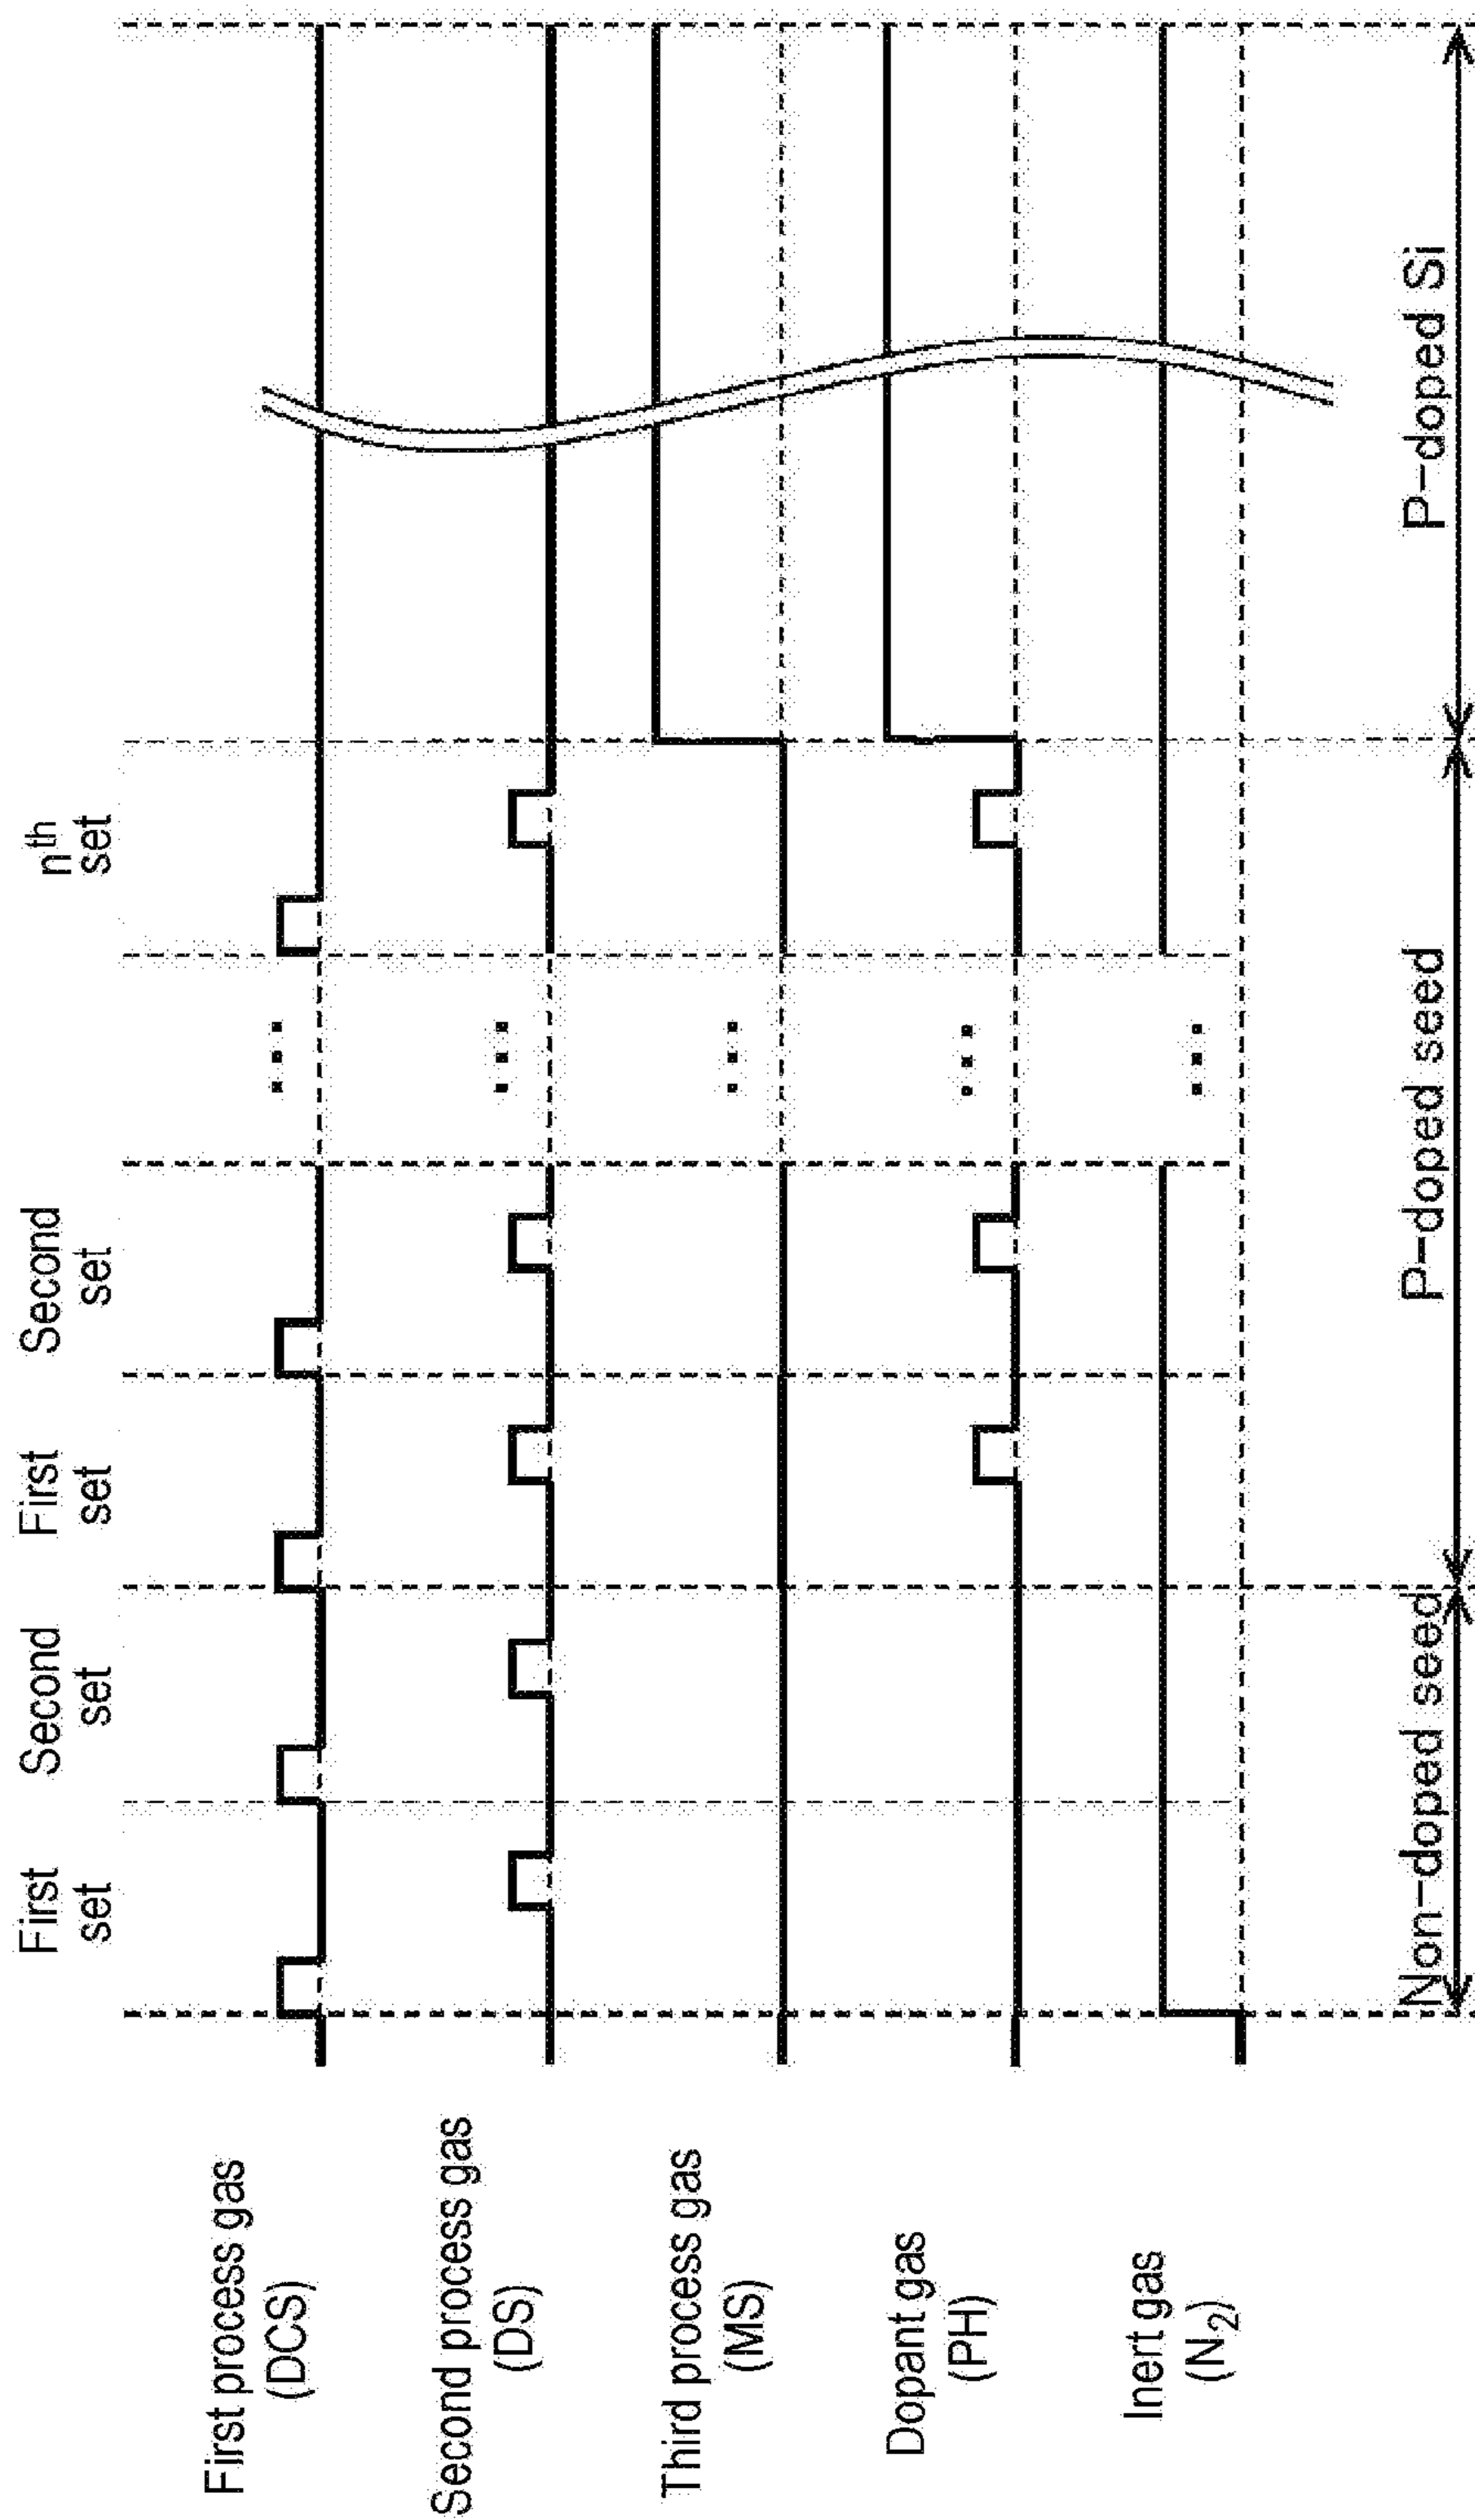 First
set
Second
set
First
set
Second
set
nth
set
First process gas
(DCS)
Second process gas
(DS)
Third process gas
(MS)
Dopant gas
(PH)
Inert gas
(N₂)
...
...
...
...
...
Non-doped seed
P-doped seed
P-doped Si